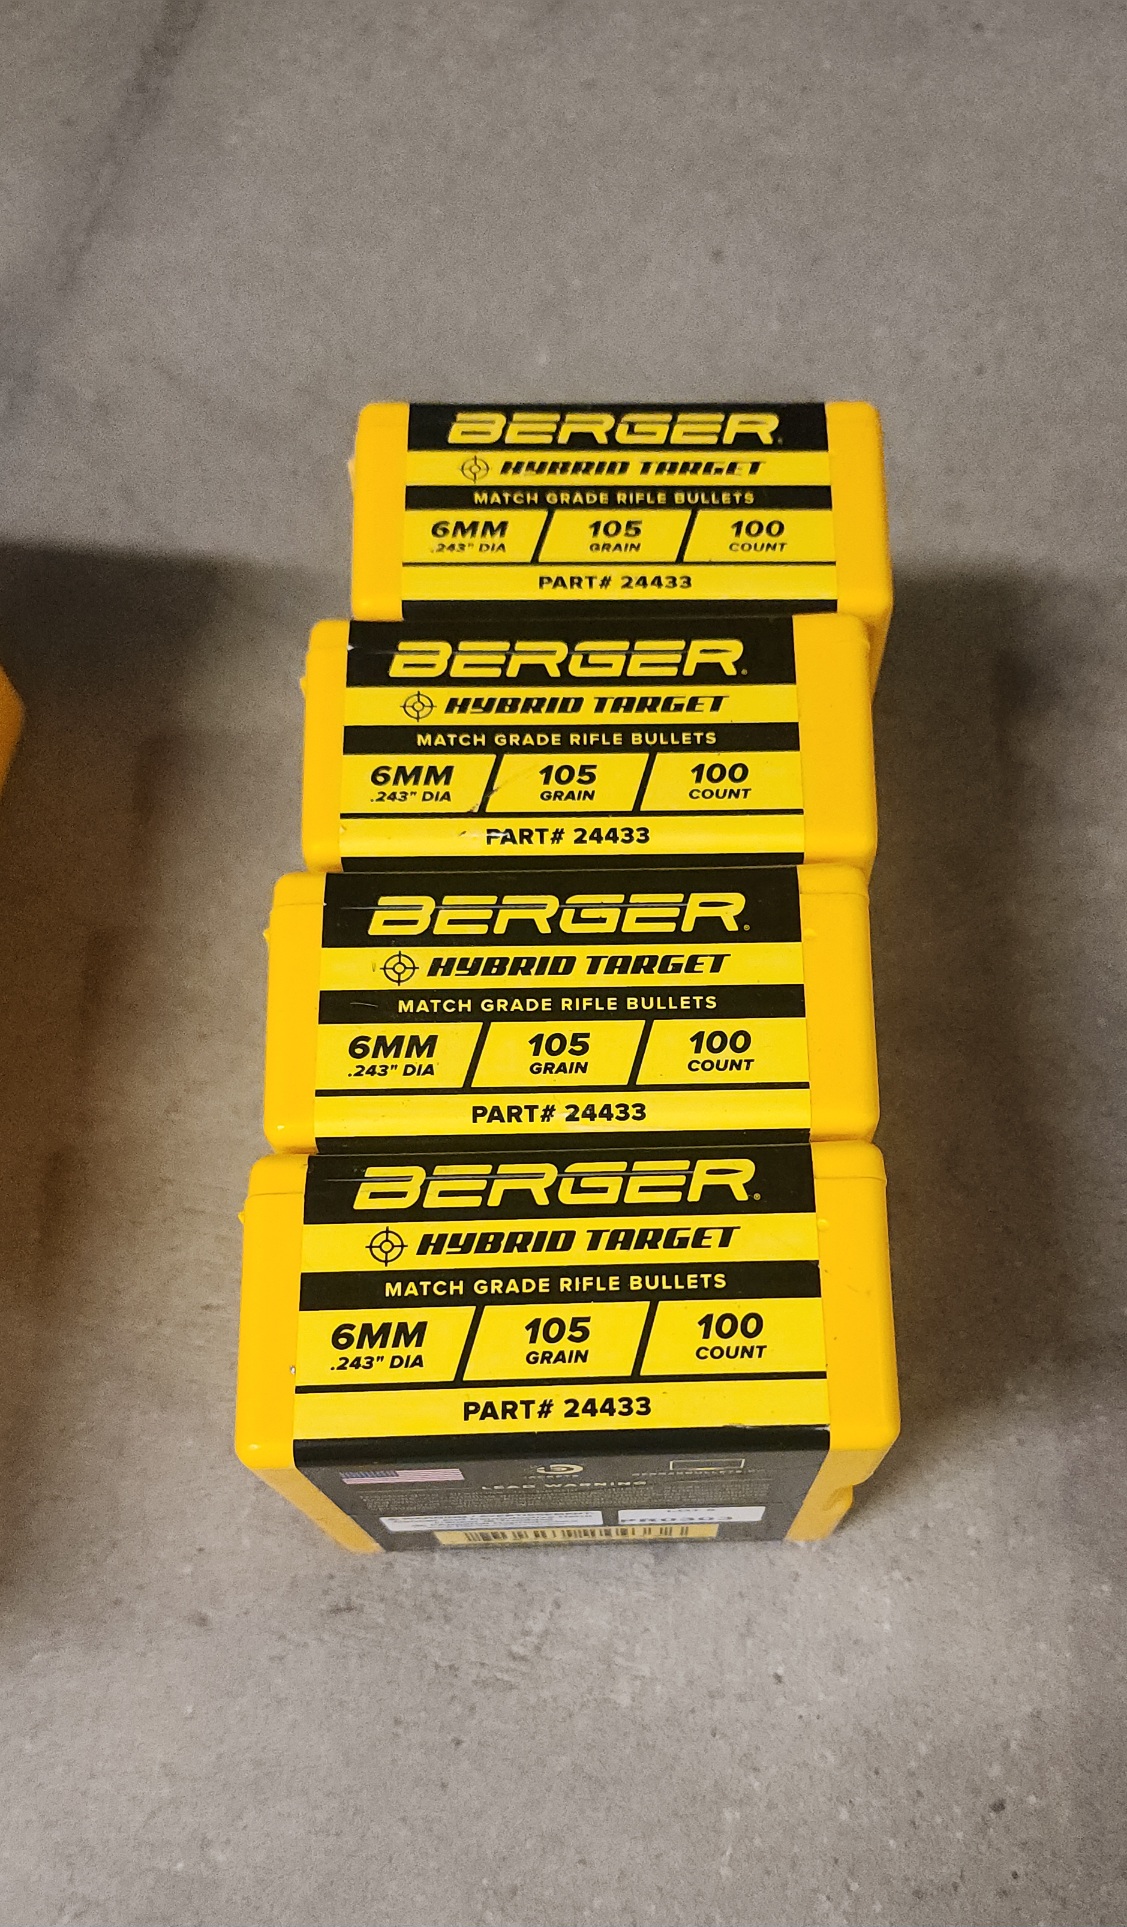 BERGER
HYBRID TARGET
MATCH GRADE RIFLE BULLETS
6MM 105 100
.243" DIA GRAIN COUNT
PART# 24433
BERGER
HYBRID TARGET
MATCH GRADE RIFLE BULLETS
6MM 105 100
.243" DIA GRAIN COUNT
PART# 24433
BERGER
HYBRID TARGET
MATCH GRADE RIFLE BULLETS
6MM 105 100
.243" DIA GRAIN COUNT
PART# 24433
BERGER
HYBRID TARGET
MATCH GRADE RIFLE BULLETS
6MM 105 100
.243" DIA GRAIN COUNT
PART# 24433
LEAD WARNING